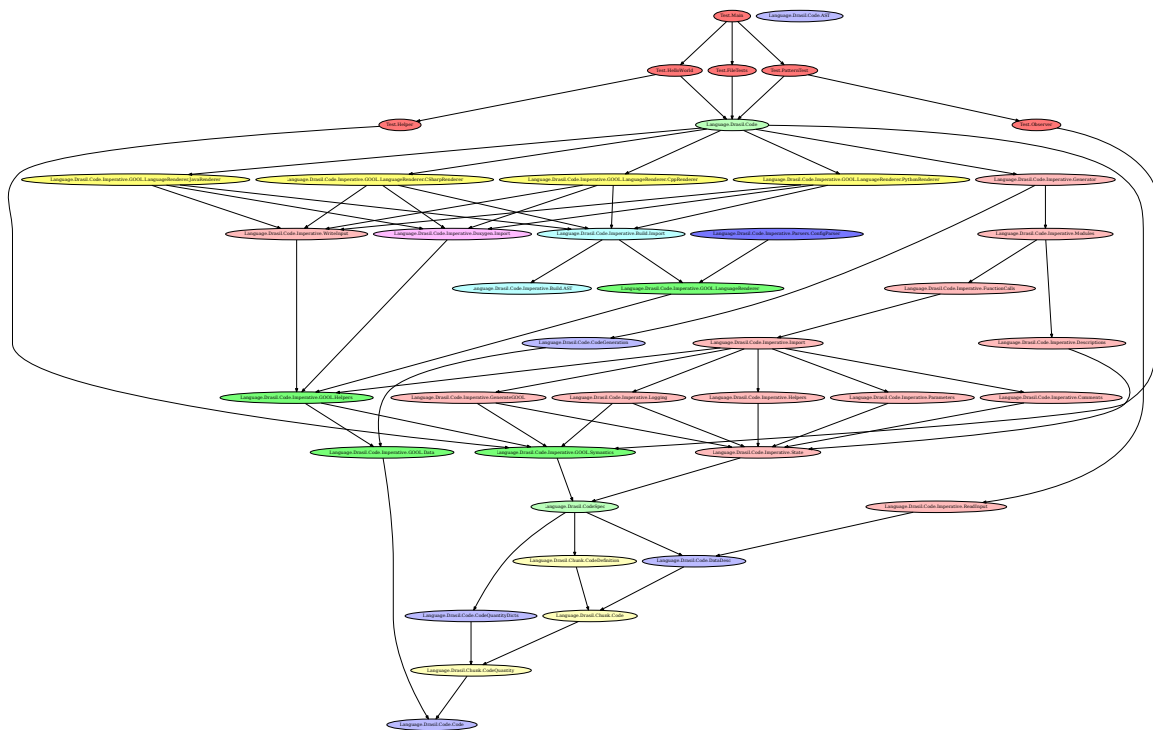 Test.Main
Language.Drasil.Code.AST
Test.HelloWorld
Test.FileTests
Test.PatternTest
Test.Helper
Language.Drasil.Code
Test.Observer
Language.Drasil.Code.Imperative.GOOL.LanguageRenderer.JavaRenderer
Language.Drasil.Code.Imperative.GOOL.LanguageRenderer.CSharpRenderer
Language.Drasil.Code.Imperative.GOOL.LanguageRenderer.CppRenderer
Language.Drasil.Code.Imperative.GOOL.LanguageRenderer.PythonRenderer
Language.Drasil.Code.Imperative.Generator
Language.Drasil.Code.Imperative.WriteInput
Language.Drasil.Code.Imperative.Doxygen.Import
Language.Drasil.Code.Imperative.Build.Import
Language.Drasil.Code.Imperative.Parsers.ConfigParser
Language.Drasil.Code.Imperative.Modules
Language.Drasil.Code.Imperative.Build.AST
Language.Drasil.Code.Imperative.GOOL.LanguageRenderer
Language.Drasil.Code.Imperative.FunctionCalls
Language.Drasil.Code.CodeGeneration
Language.Drasil.Code.Imperative.Import
Language.Drasil.Code.Imperative.Descriptions
Language.Drasil.Code.Imperative.GOOL.Helpers
Language.Drasil.Code.Imperative.GenerateGOOL
Language.Drasil.Code.Imperative.Logging
Language.Drasil.Code.Imperative.Helpers
Language.Drasil.Code.Imperative.Parameters
Language.Drasil.Code.Imperative.Comments
Language.Drasil.Code.Imperative.GOOL.Data
Language.Drasil.Code.Imperative.GOOL.Symantics
Language.Drasil.Code.Imperative.State
Language.Drasil.CodeSpec
Language.Drasil.Code.Imperative.ReadInput
Language.Drasil.Chunk.CodeDefinition
Language.Drasil.Code.DataDesc
Language.Drasil.Code.CodeQuantityDicts
Language.Drasil.Chunk.Code
Language.Drasil.Chunk.CodeQuantity
Language.Drasil.Code.Code